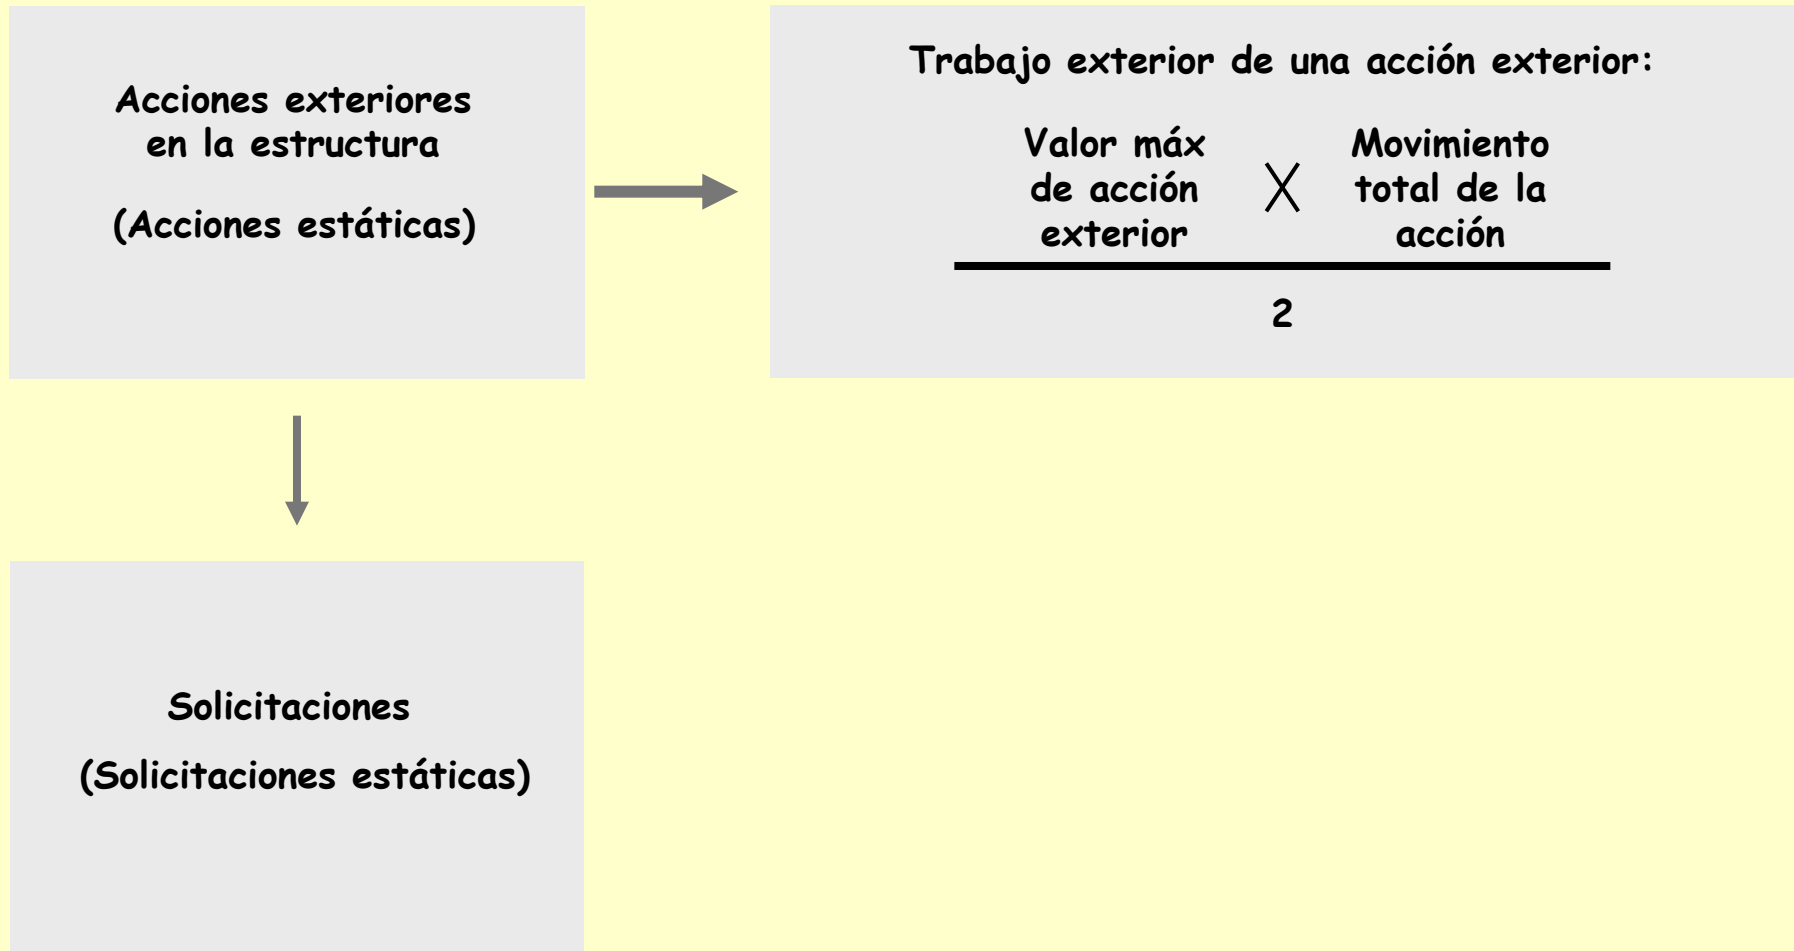 Acciones exteriores
en la estructura
(Acciones estáticas)
Trabajo exterior de una acción exterior:
Valor máx
de acción
exterior
X
Movimiento
total de la
acción
2
Solicitaciones
(Solicitaciones estáticas)